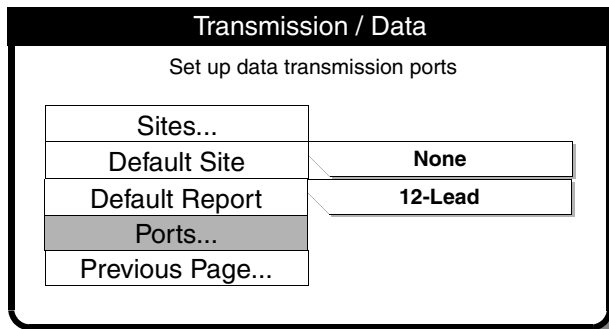 Transmission / Data
Set up data transmission ports
Sites...
Default Site
None
Default Report
12-Lead
Ports...
Previous Page...